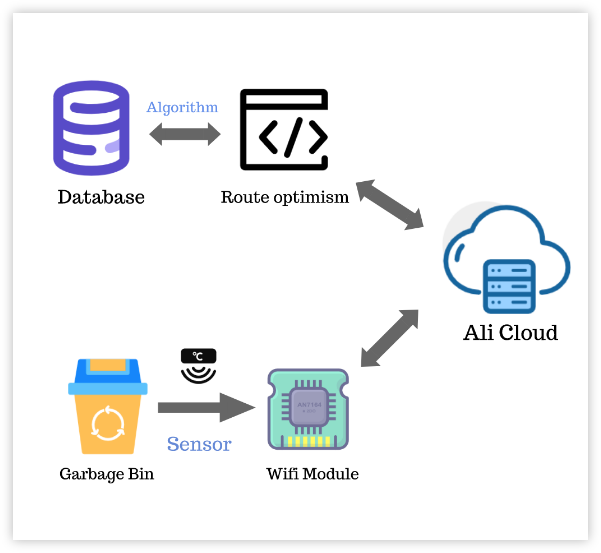 Algorithm
Database
Route optimism
Ali Cloud
°C
Sensor
Garbage Bin
Wifi Module